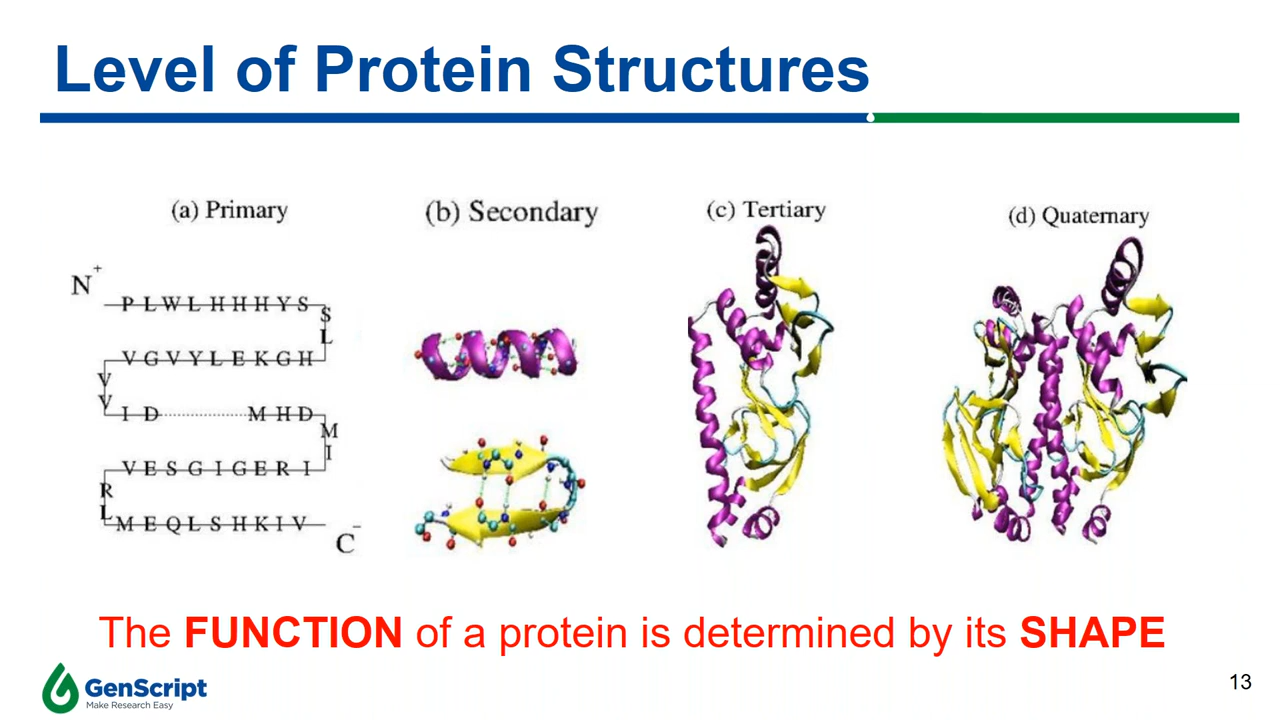 Level of Protein Structures
(a) Primary
(b) Secondary
(c) Tertiary
(d) Quaternary
N+
P L W L H H H Y S
S
L
V G V Y L E K G H
V
V
I D M H D
M
I
V E S G I G E R I
R
L
M E Q L S H K I V
C-
The FUNCTION of a protein is determined by its SHAPE
GenScript
Make Research Easy
13